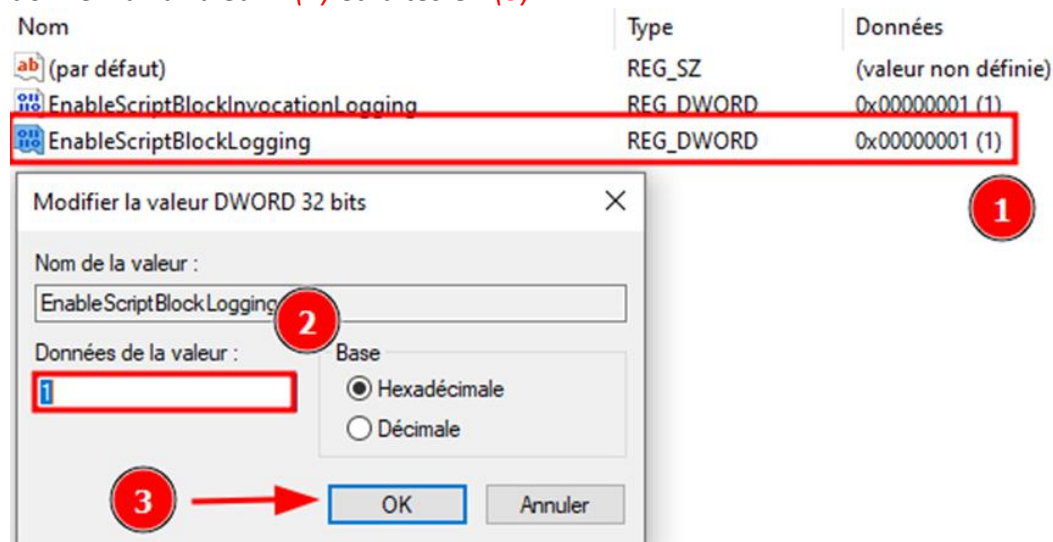 Nom Type Données
(par défaut) REG_SZ (valeur non définie)
EnableScriptBlockInvocationLogging REG_DWORD 0x00000001 (1)
EnableScriptBlockLogging REG_DWORD 0x00000001 (1)
1
Modifier la valeur DWORD 32 bits
Nom de la valeur :
EnableScriptBlockLogging
2
Données de la valeur : Base
1 Hexadécimale
Décimale
3 OK Annuler